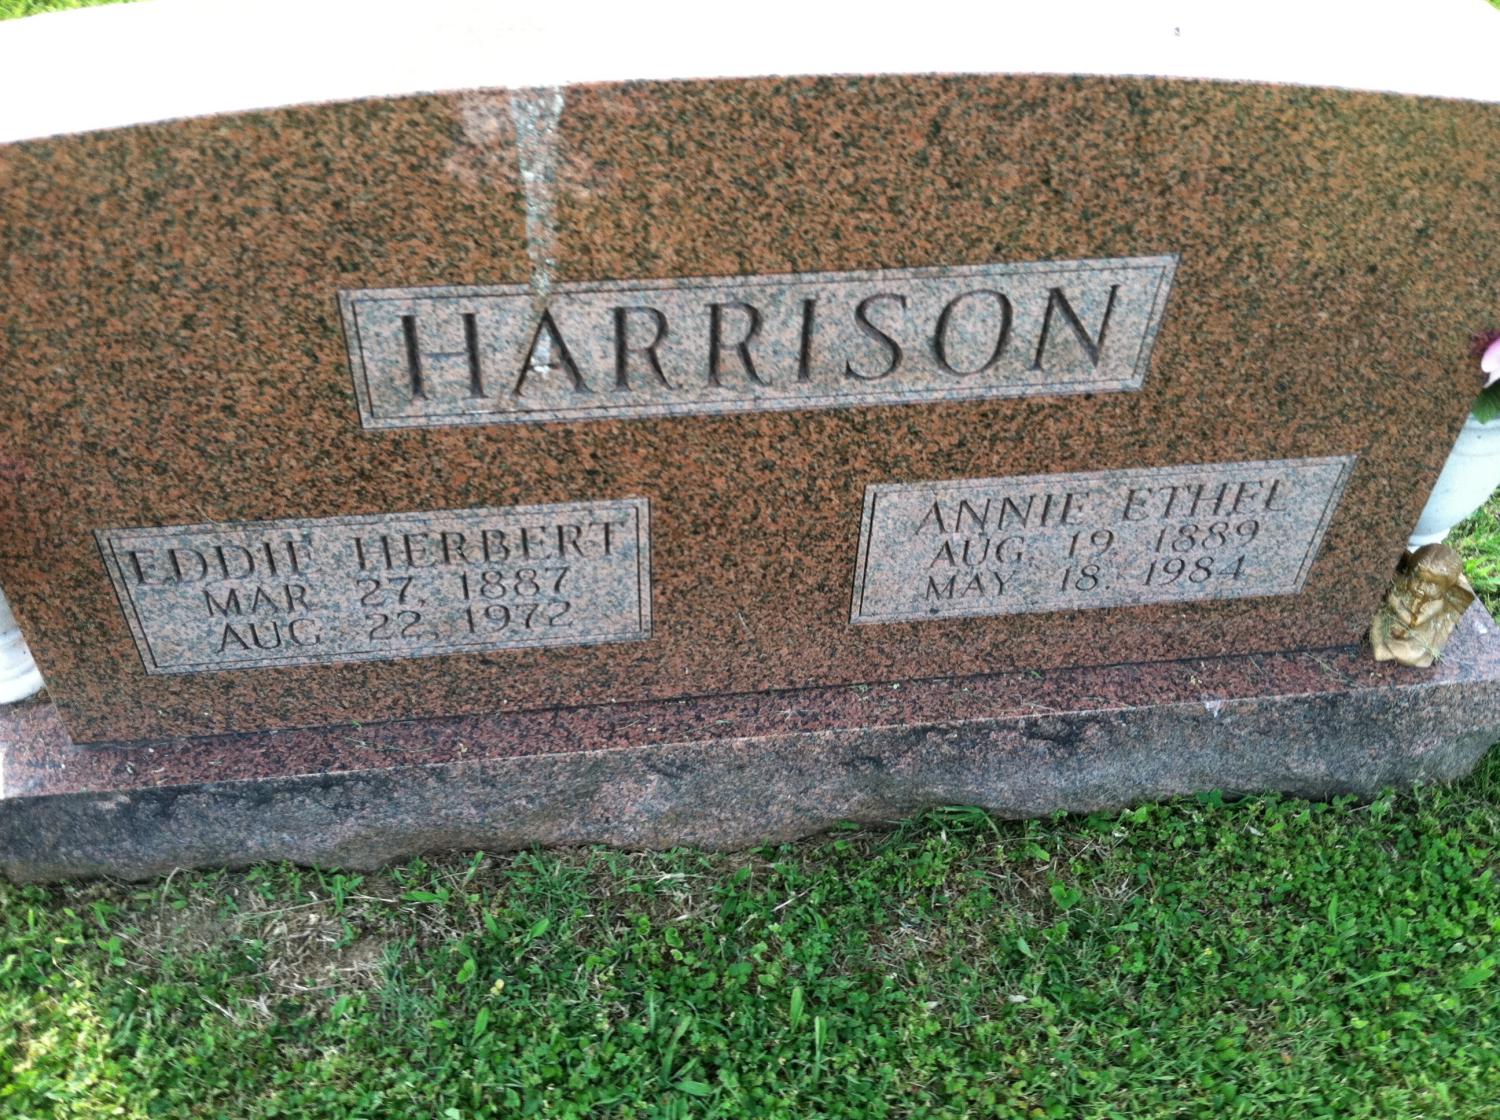 HARRISON
EDDIE HERBERT
MAR 27, 1887
AUG 22, 1972
ANNIE ETHEL
AUG. 19, 1889
MAY 18, 1984